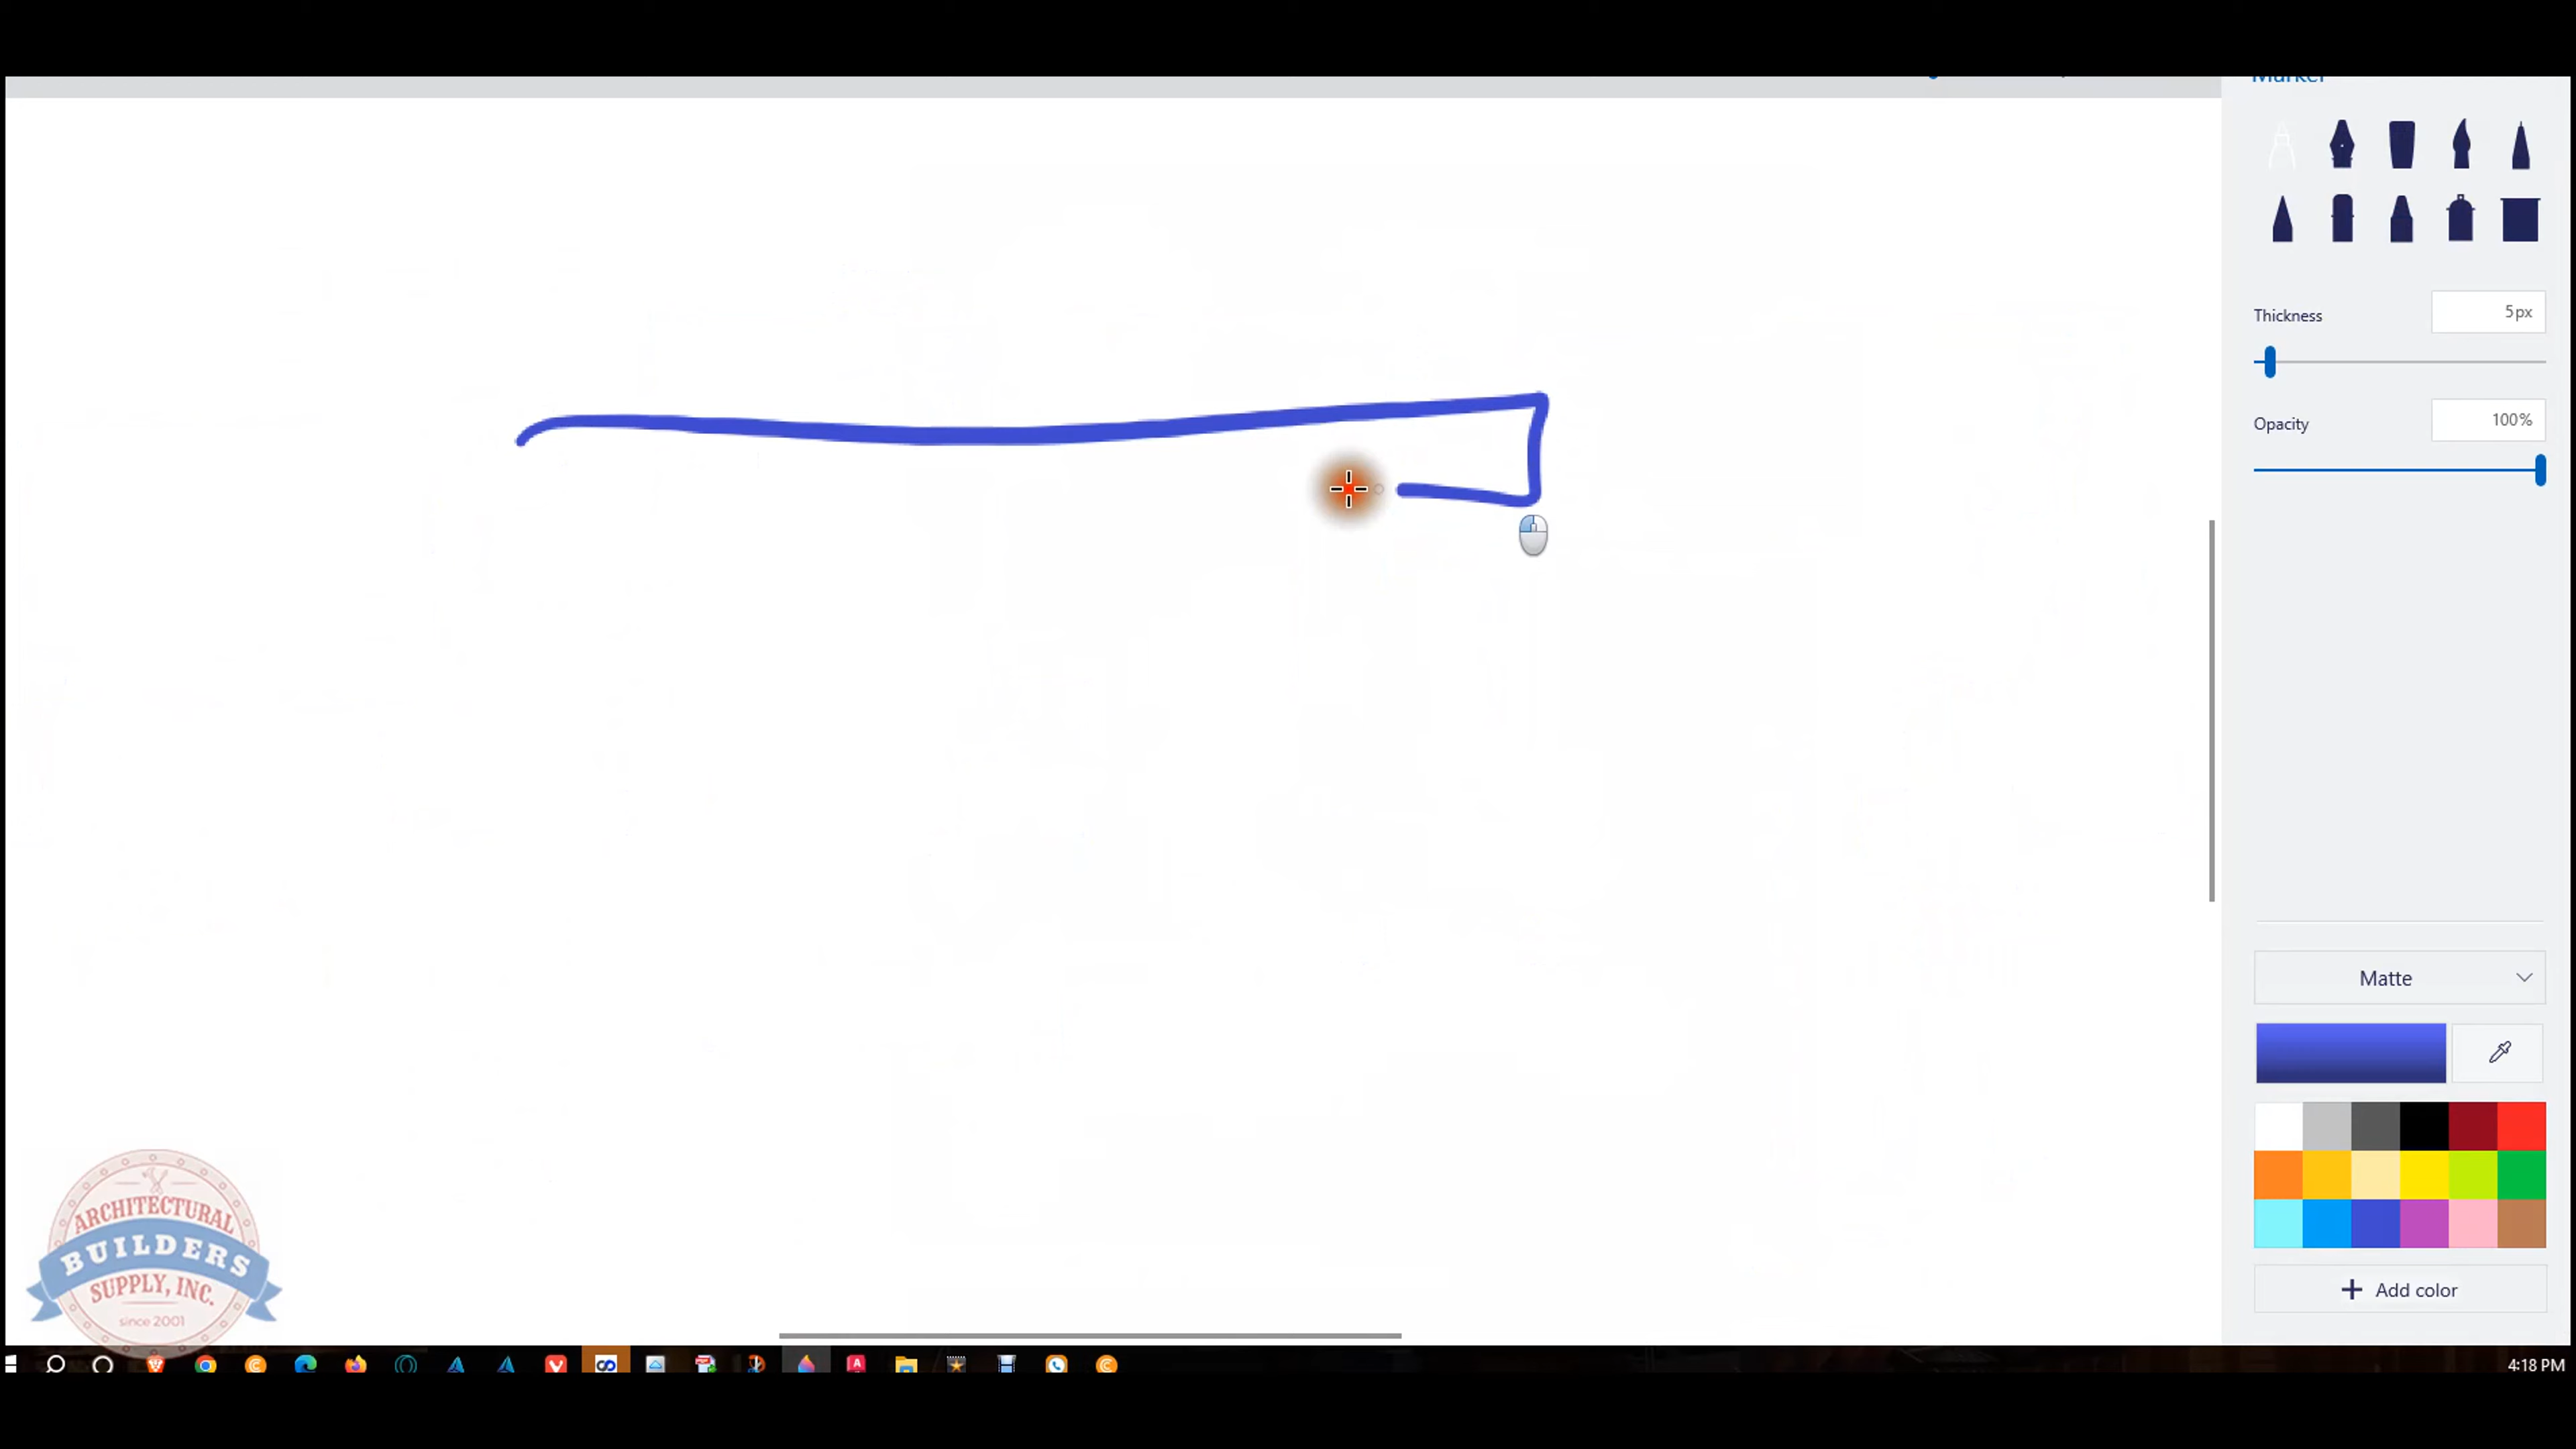 Marker
Thickness
5px
Opacity
100%
Matte
Add color
ARCHITECTURAL
BUILDERS
SUPPLY, INC.
since 2001
4:18 PM